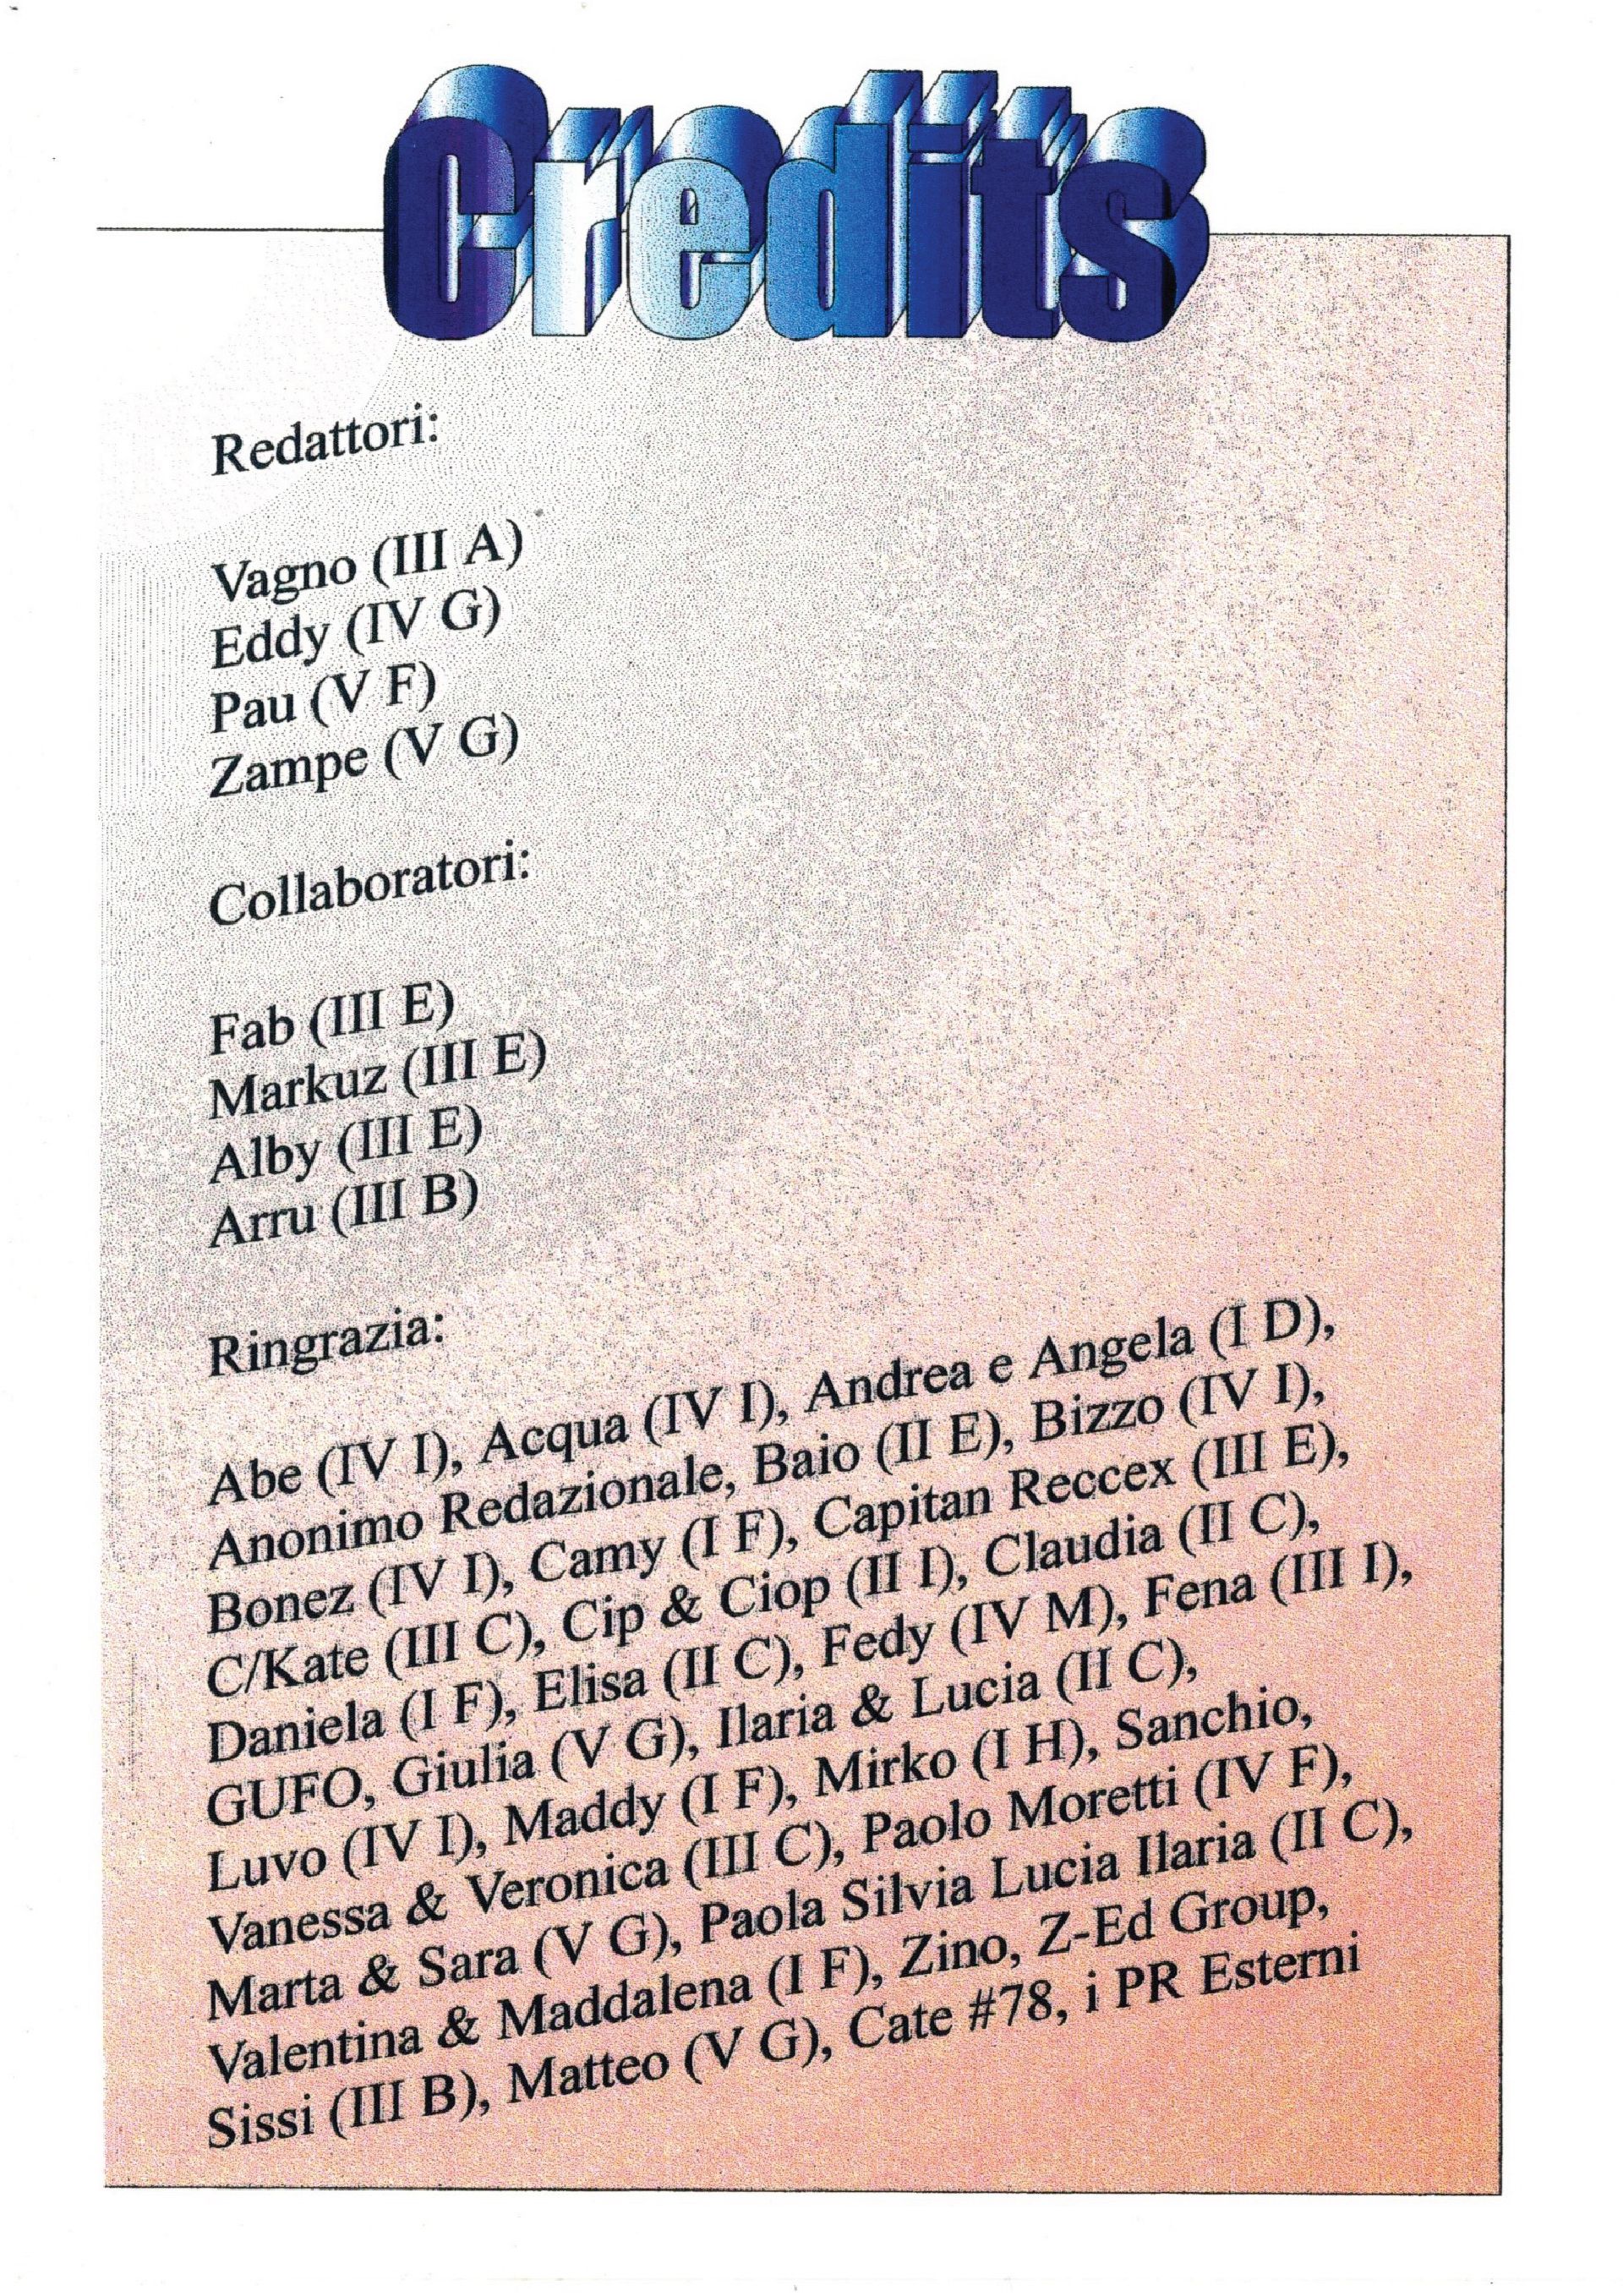 Credits
Redattori:
Vagno (III A)
Eddy (IV G)
Pau (V F)
Zampe (V G)
Collaboratori:
Fab (III E)
Markuz (III E)
Alby (III E)
Arru (III B)
Ringrazia:
Abe (IV I), Acqua (IV I), Andrea e Angela (I D),
Anonimo Redazionale, Baio (II E), Bizzo (IV I),
Bonez (IV I), Camy (I F), Capitan Reccex (III E),
C/Kate (III C), Cip & Ciop (II I), Claudia (II C),
Daniela (I F), Elisa (II C), Fedy (IV M), Fena (III I),
GUFO, Giulia (V G), Ilaria & Lucia (II C),
Luvo (IV I), Maddy (I F), Mirko (I H), Sanchio,
Vanessa & Veronica (III C), Paolo Moretti (IV F),
Marta & Sara (V G), Paola Silvia Lucia Ilaria (II C),
Valentina & Maddalena (I F), Zino, Z-Ed Group,
Sissi (III B), Matteo (V G), Cate #78, i PR Esterni